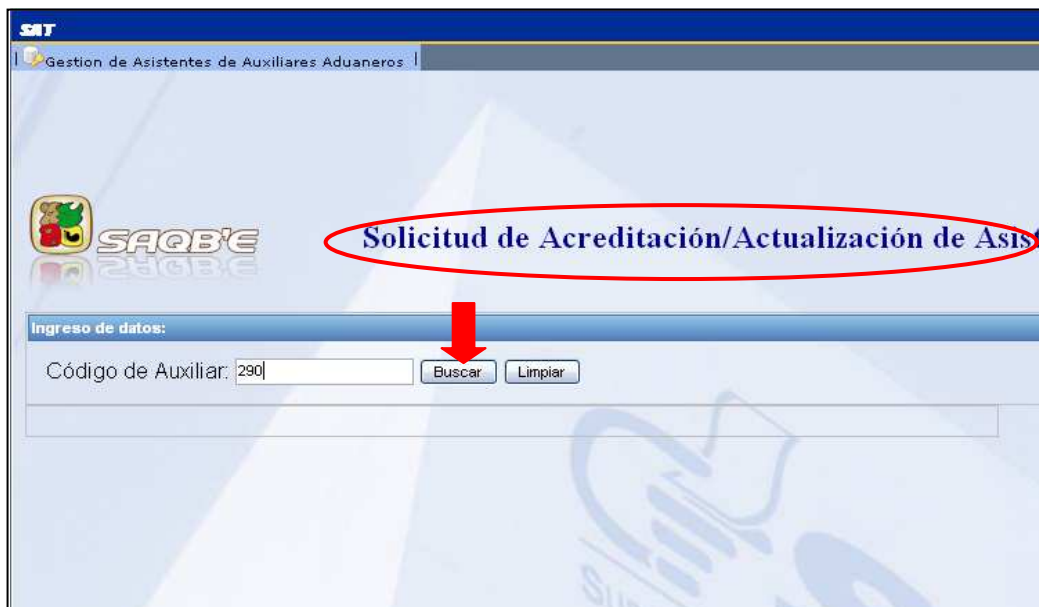 SAT
Gestion de Asistentes de Auxiliares Aduaneros
SAQB'E
Solicitud de Acreditación/Actualización de Asis
Ingreso de datos:
Código de Auxiliar: 290 Buscar Limpiar